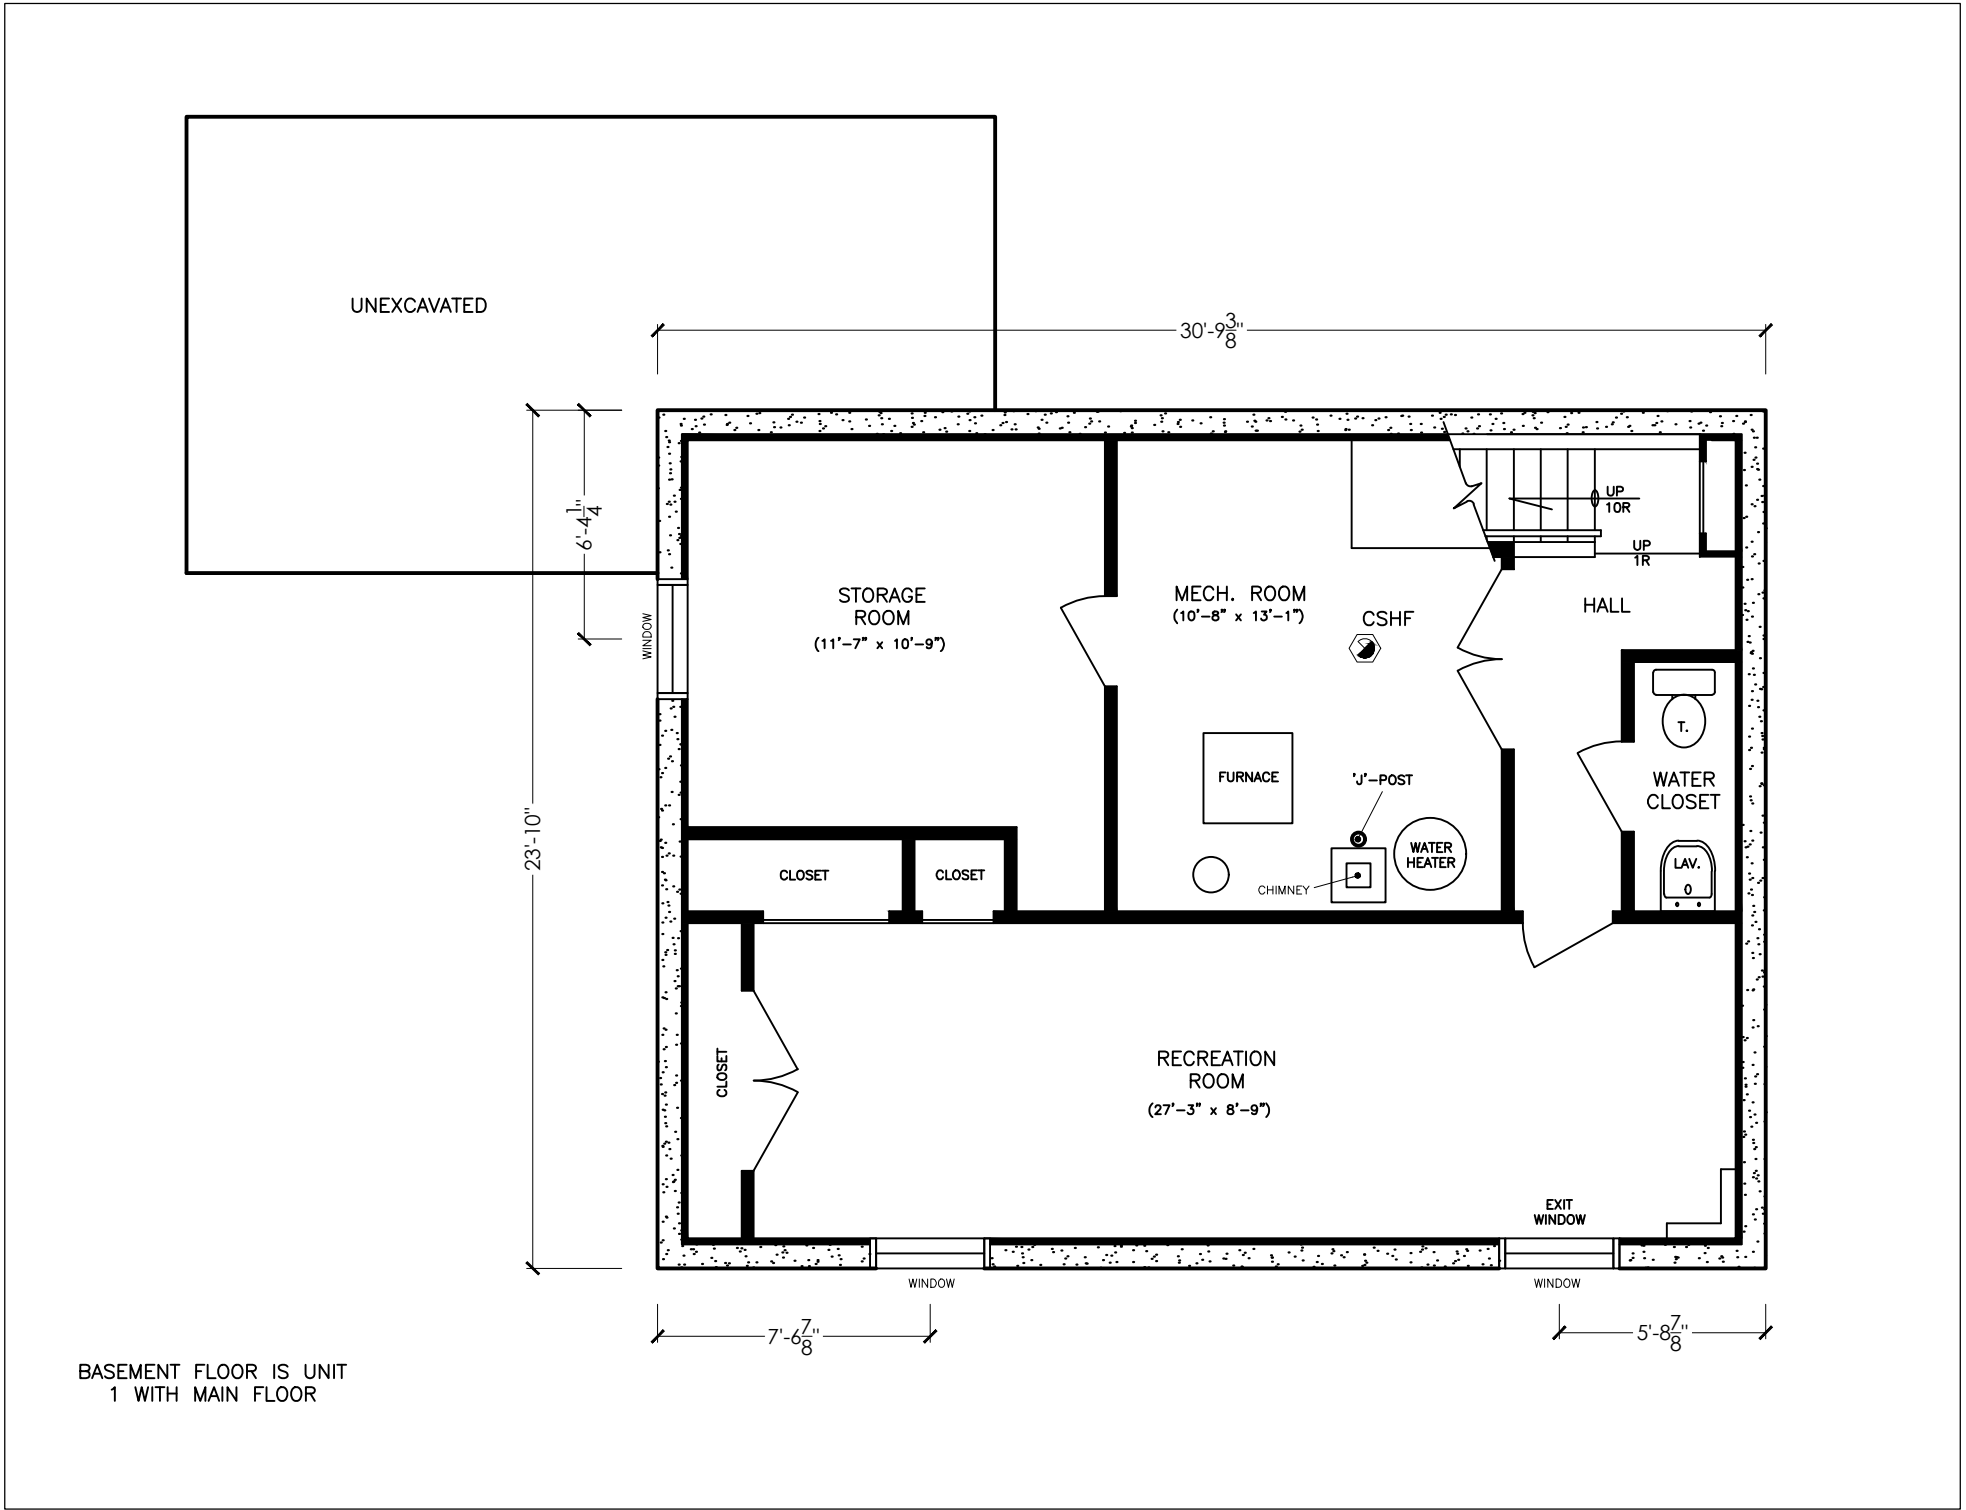 UNEXCAVATED
30'-9 3/8"
6'-4 1/4"
UP
10R
UP
1R
STORAGE
ROOM
(11'-7" x 10'-9")
MECH. ROOM
(10'-8" x 13'-1")
CSHF
HALL
WINDOW
T.
FURNACE
'J'-POST
WATER
CLOSET
23'-10"
WATER
HEATER
LAV.
CLOSET
CLOSET
CHIMNEY
CLOSET
RECREATION
ROOM
(27'-3" x 8'-9")
EXIT
WINDOW
WINDOW
WINDOW
7'-6 7/8"
5'-8 7/8"
BASEMENT FLOOR IS UNIT
1 WITH MAIN FLOOR